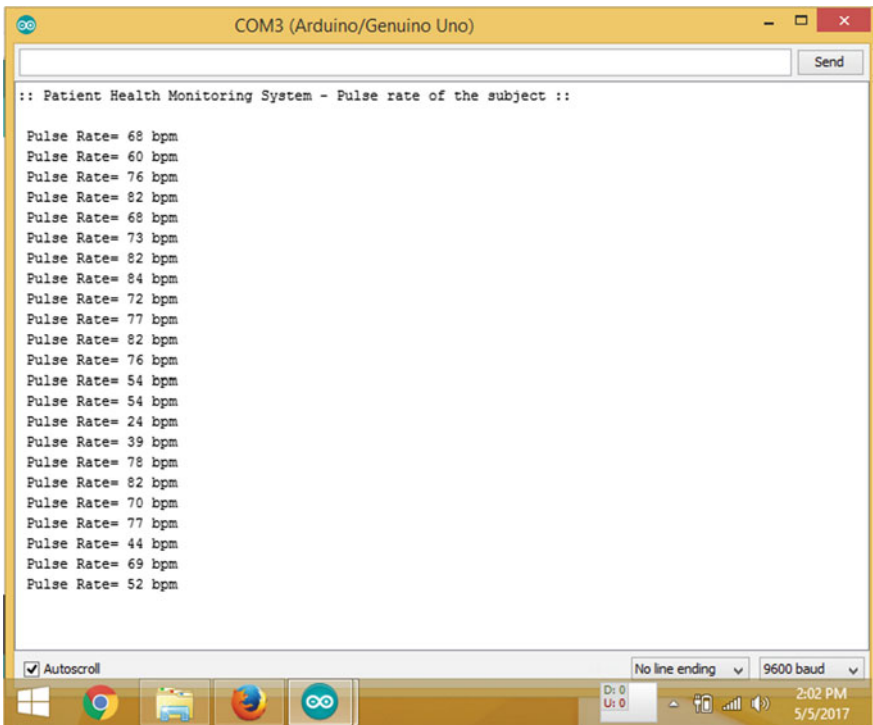 COM3 (Arduino/Genuino Uno)
Send
:: Patient Health Monitoring System - Pulse rate of the subject ::
Pulse Rate= 68 bpm
Pulse Rate= 60 bpm
Pulse Rate= 76 bpm
Pulse Rate= 82 bpm
Pulse Rate= 68 bpm
Pulse Rate= 73 bpm
Pulse Rate= 82 bpm
Pulse Rate= 84 bpm
Pulse Rate= 72 bpm
Pulse Rate= 77 bpm
Pulse Rate= 82 bpm
Pulse Rate= 76 bpm
Pulse Rate= 54 bpm
Pulse Rate= 54 bpm
Pulse Rate= 24 bpm
Pulse Rate= 39 bpm
Pulse Rate= 78 bpm
Pulse Rate= 82 bpm
Pulse Rate= 70 bpm
Pulse Rate= 77 bpm
Pulse Rate= 44 bpm
Pulse Rate= 69 bpm
Pulse Rate= 52 bpm
Autoscroll
No line ending
9600 baud
D: 0
U: 0
2:02 PM
5/5/2017